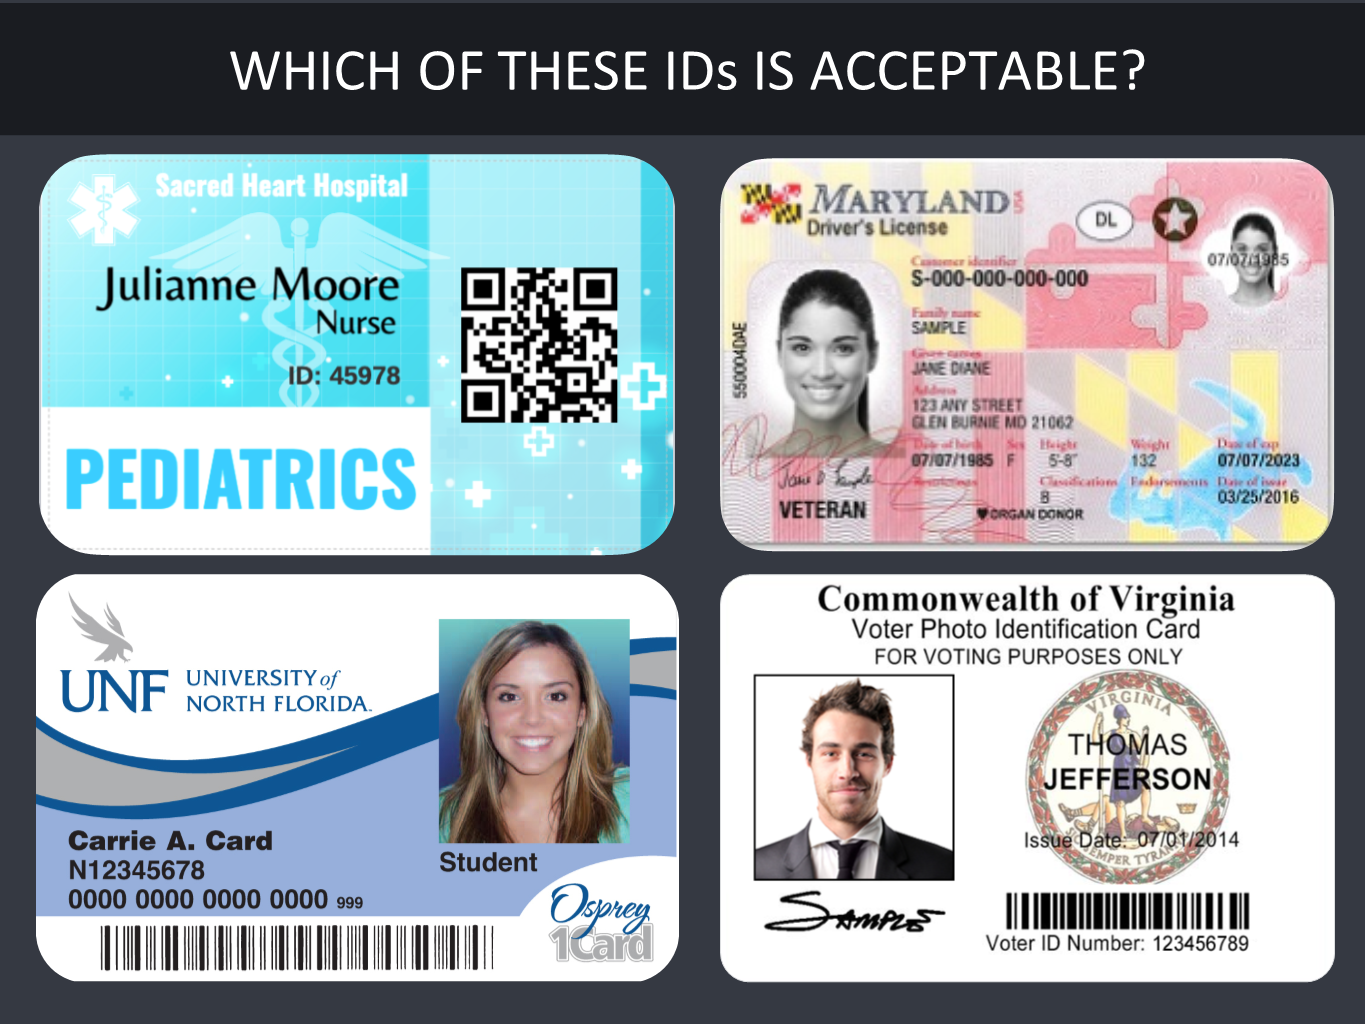 WHICH OF THESE IDs IS ACCEPTABLE?
Sacred Heart Hospital
Julianne Moore
Nurse
ID: 45978
PEDIATRICS
MARYLAND USA
Driver's License
DL
07/07/1985
Customer identifier
S-000-000-000-000
Family name
SAMPLE
Given names
JANE DIANE
Address
123 ANY STREET
GLEN BURNIE MD 21062
Date of birth Sex Height Weight Date of exp
07/07/1985 F 5-8" 132 07/07/2023
Restrictions Classifications Endorsements Date of issue
B 03/25/2016
550004DAE
Jane D Sample
VETERAN
ORGAN DONOR
UNF UNIVERSITY of
NORTH FLORIDA.
Carrie A. Card
N12345678
0000 0000 0000 0000 999
Student
Osprey
1Card
Commonwealth of Virginia
Voter Photo Identification Card
FOR VOTING PURPOSES ONLY
VIRGINIA
THOMAS
JEFFERSON
Issue Date: 07/01/2014
SEMPER
SAMPLE
Voter ID Number: 123456789